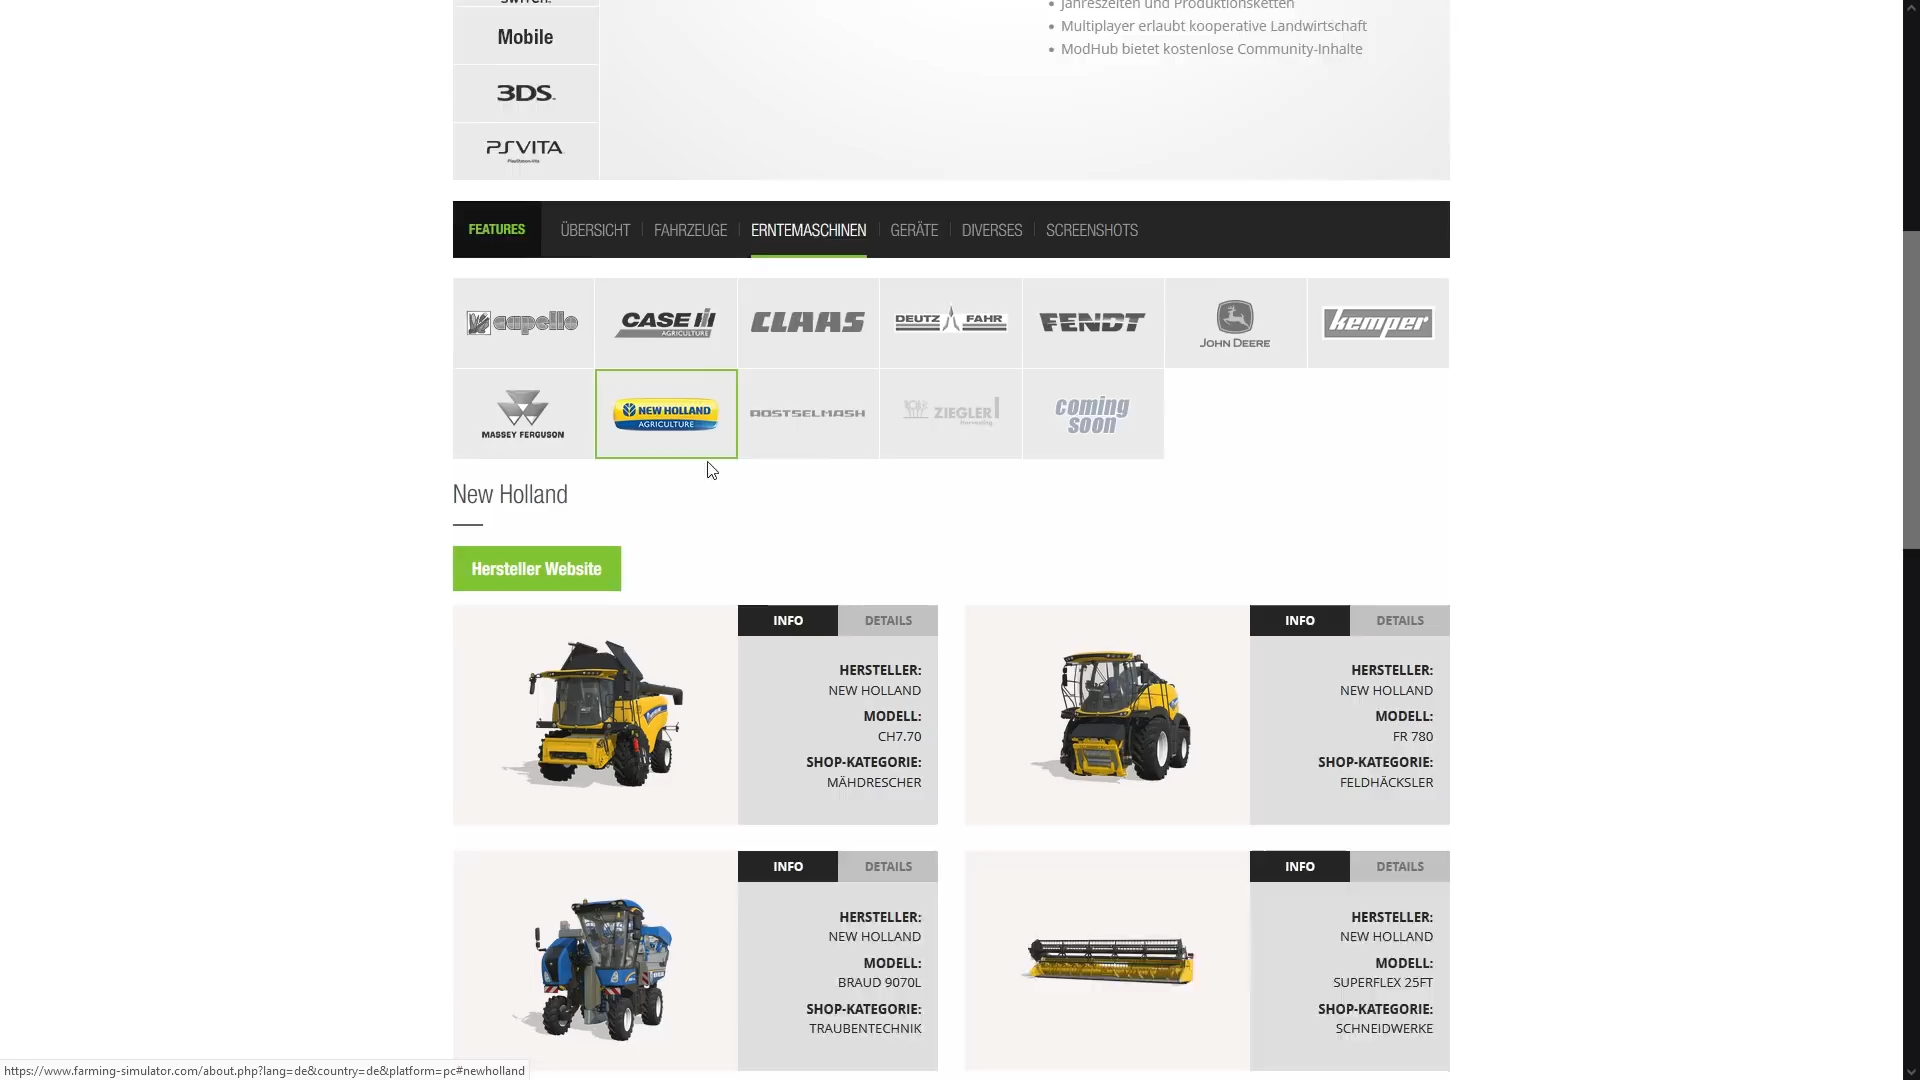 SWITCH.
Jahreszeiten und Produktionsketten
Mobile
Multiplayer erlaubt kooperative Landwirtschaft
ModHub bietet kostenlose Community-Inhalte
3DS
PSVITA
PlayStation Vita
FEATURES
ÜBERSICHT
FAHRZEUGE
ERNTEMASCHINEN
GERÄTE
DIVERSES
SCREENSHOTS
capello
CASE III
AGRICULTURE
CLAAS
DEUTZ FAHR
FENDT
JOHN DEERE
kemper
MASSEY FERGUSON
NEW HOLLAND
AGRICULTURE
ROSTSELMASH
ZIEGLER
Harvesting
coming
soon
New Holland
Hersteller Website
INFO
DETAILS
HERSTELLER:
NEW HOLLAND
MODELL:
CH7.70
SHOP-KATEGORIE:
MÄHDRESCHER
INFO
DETAILS
HERSTELLER:
NEW HOLLAND
MODELL:
FR 780
SHOP-KATEGORIE:
FELDHÄCKSLER
INFO
DETAILS
HERSTELLER:
NEW HOLLAND
MODELL:
BRAUD 9070L
SHOP-KATEGORIE:
TRAUBENTECHNIK
INFO
DETAILS
HERSTELLER:
NEW HOLLAND
MODELL:
SUPERFLEX 25FT
SHOP-KATEGORIE:
SCHNEIDWERKE
https://www.farming-simulator.com/about.php?lang=de&country=de&platform=pc#newholland